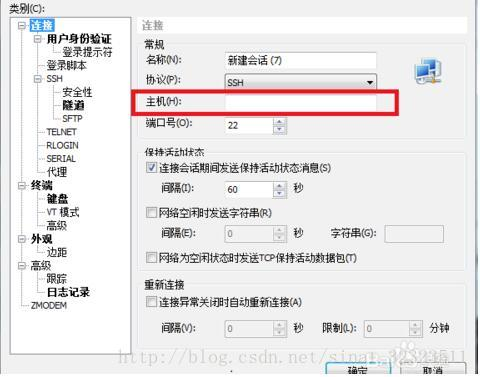 类别(C):
连接
用户身份验证
登录提示符
登录脚本
SSH
安全性
隧道
SFTP
TELNET
RLOGIN
SERIAL
代理
终端
键盘
VT 模式
高级
外观
边距
高级
跟踪
日志记录
ZMODEM
连接
常规
名称(N): 新建会话 (7)
协议(P): SSH
主机(H):
端口号(O): 22
保持活动状态
连接会话期间发送保持活动状态消息(S)
间隔(I): 60 秒
网络空闲时发送字符串(R)
间隔(E): 0 秒 字符串(G):
网络为空闲状态时发送TCP保持活动数据包(T)
重新连接
连接异常关闭时自动重新连接(A)
间隔(V): 0 秒 限制(L): 0 分钟
确定 取消